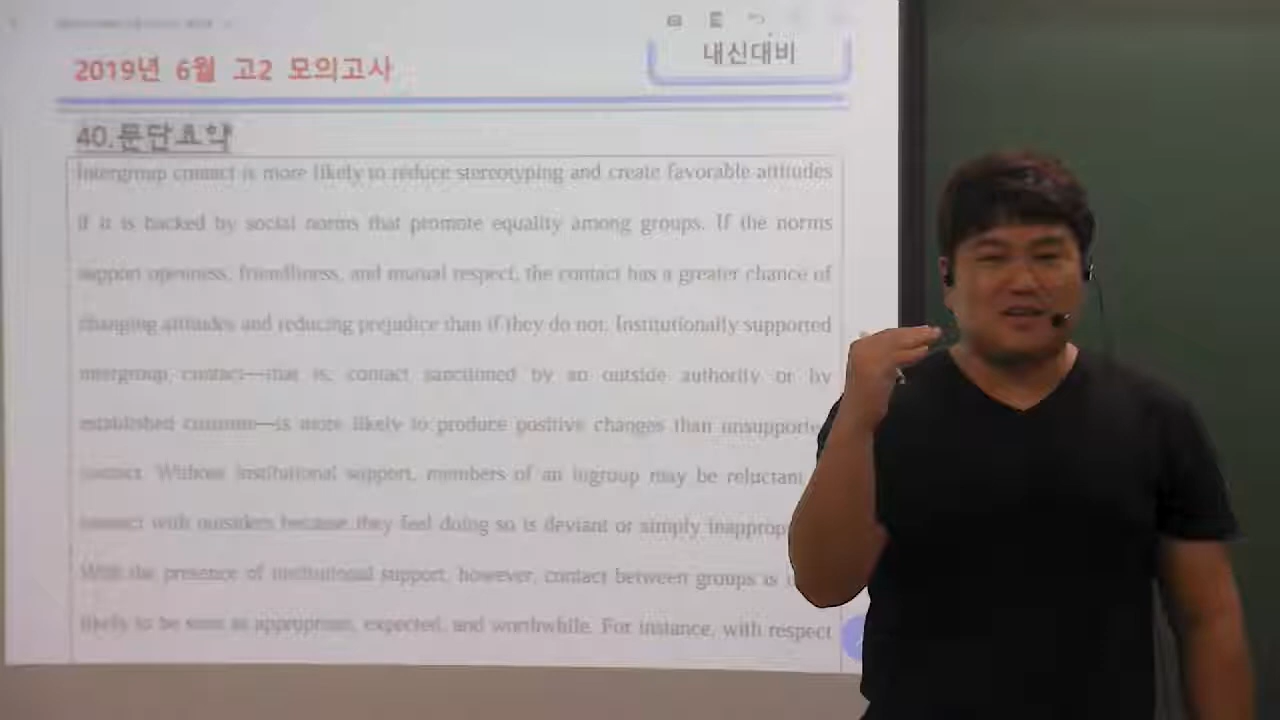 2019년 6월 고2 모의고사
내신대비
40.문단요약
Intergroup contact is more likely to reduce stereotyping and create favorable attitudes
if it is backed by social norms that promote equality among groups. If the norms
support openness, friendliness, and mutual respect, the contact has a greater chance of
changing attitudes and reducing prejudice than if they do not. Institutionally supported
intergroup contact—that is, contact sanctioned by an outside authority or by
established customs—is more likely to produce positive changes than unsupporte
contact. Without institutional support, members of an ingroup may be reluctant
interact with outsiders because they feel doing so is deviant or simply inapprop
With the presence of institutional support, however, contact between groups is
likely to be seen as appropriate, expected, and worthwhile. For instance, with respect